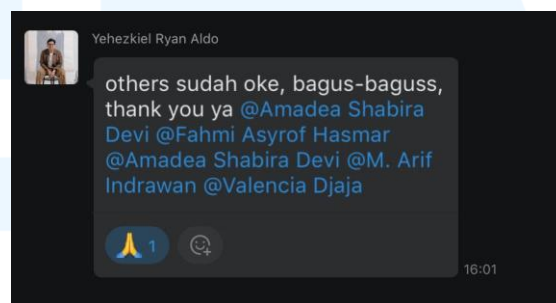 Yehezkiel Ryan Aldo
others sudah oke, bagus-baguss,
thank you ya @Amadea Shabira
Devi @Fahmi Asyrof Hasmar
@Amadea Shabira Devi @M. Arif
Indrawan @Valencia Djaja
1
16:01